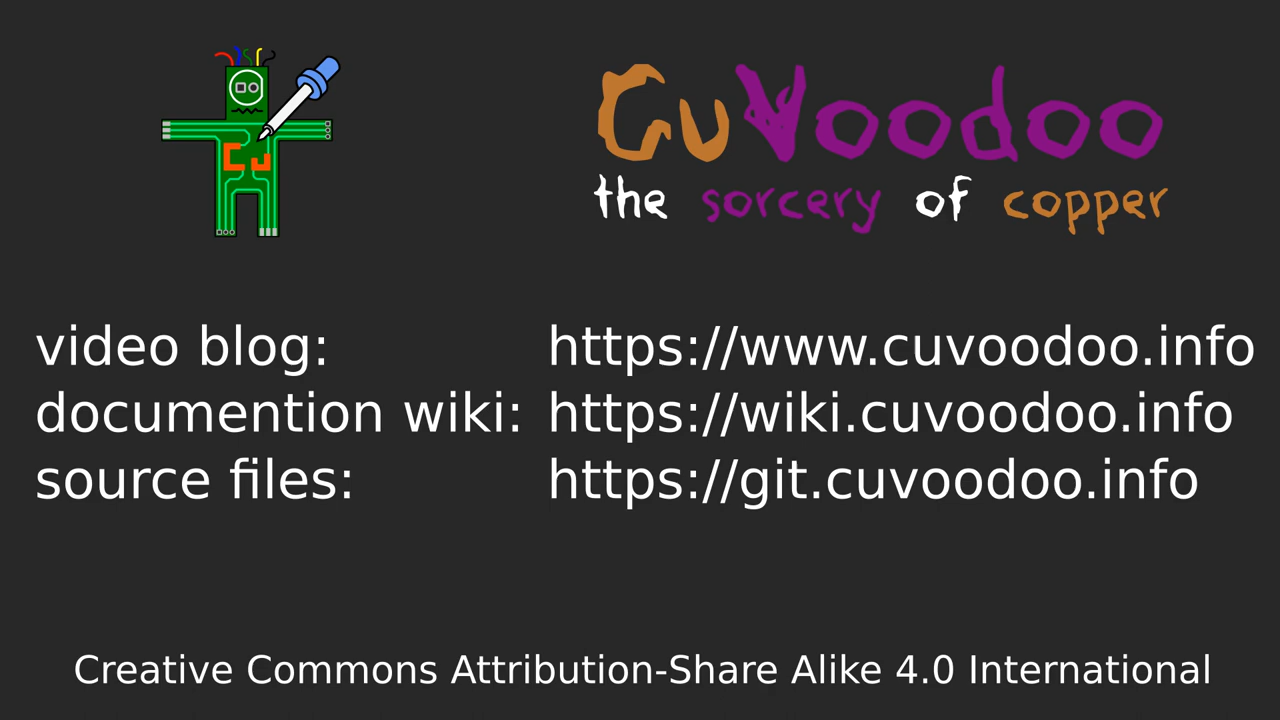 Cu
CuVoodoo
the sorcery of copper
video blog: https://www.cuvoodoo.info
documention wiki: https://wiki.cuvoodoo.info
source files: https://git.cuvoodoo.info
Creative Commons Attribution-Share Alike 4.0 International